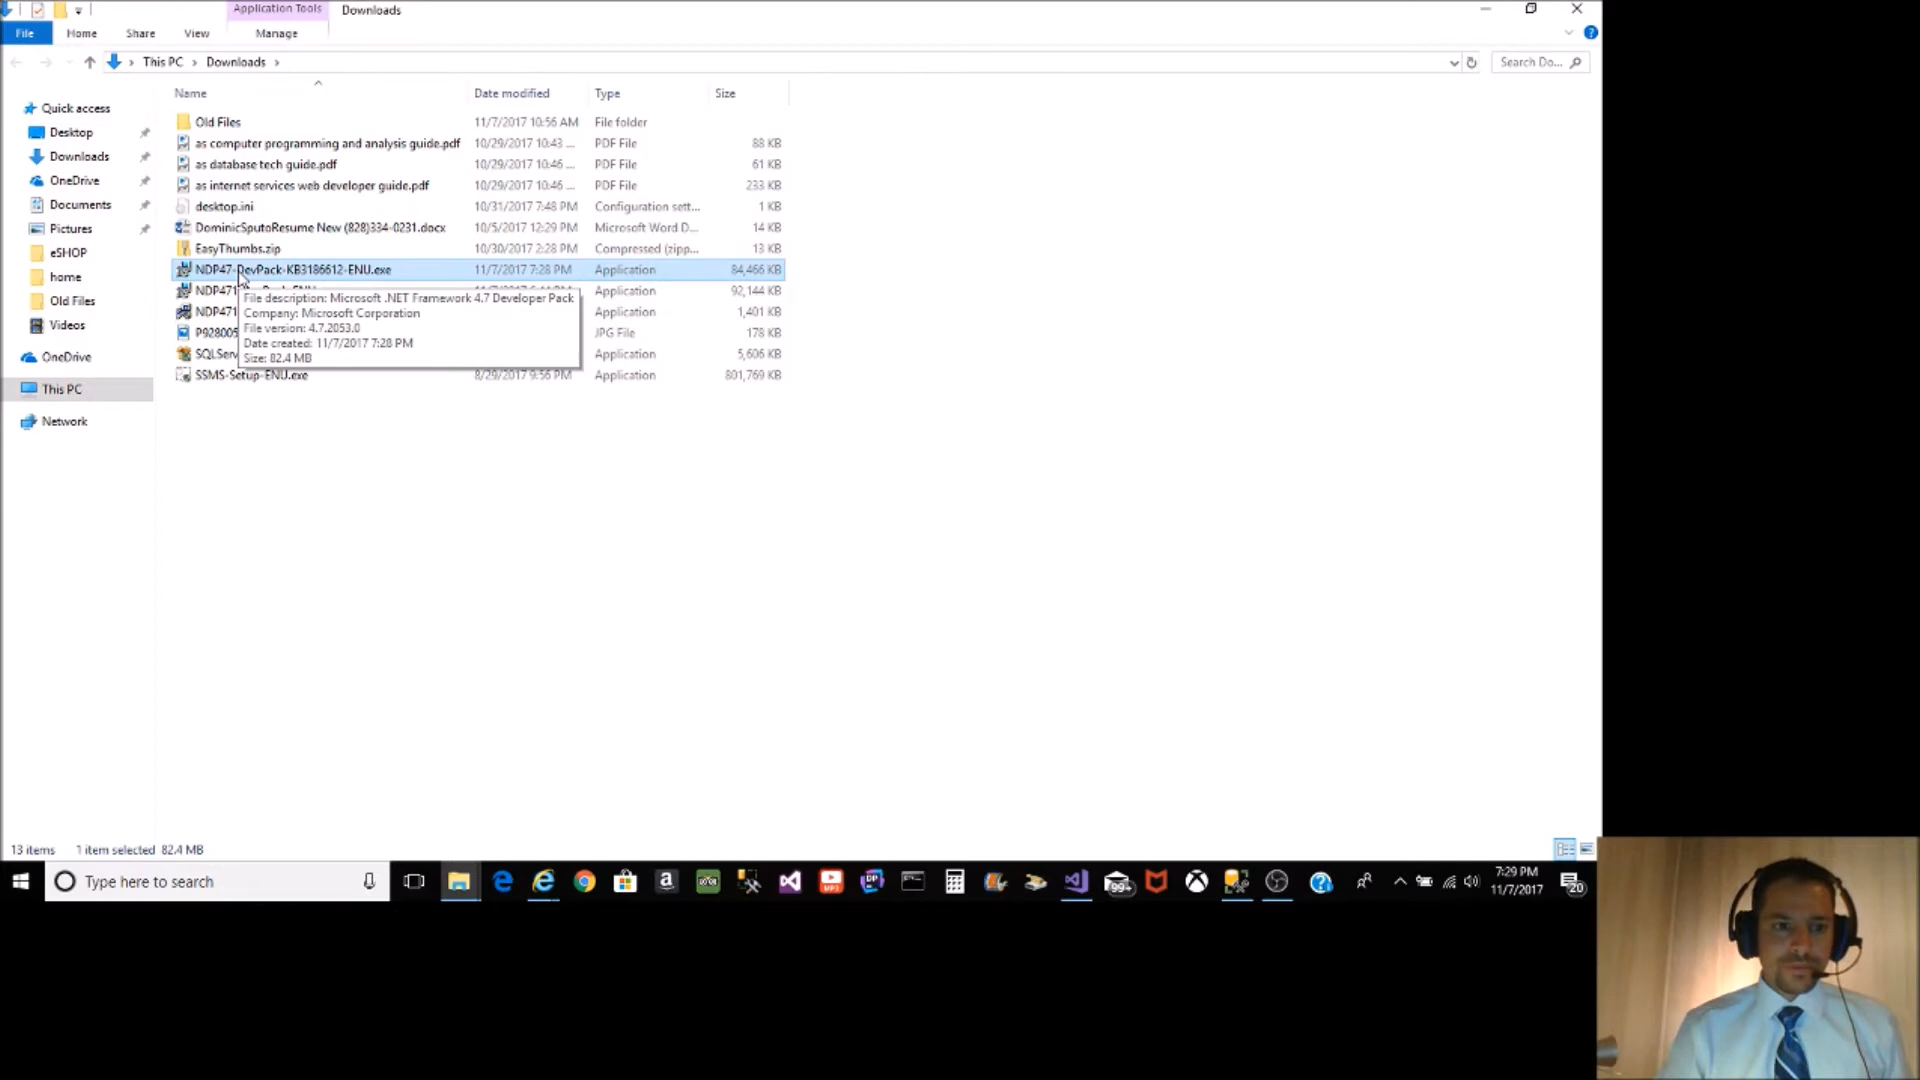 Application Tools
Downloads
File
Home
Share
View
Manage
This PC
Downloads
Search Do...
Name
Date modified
Type
Size
Quick access
Desktop
Downloads
OneDrive
Documents
Pictures
eSHOP
home
Old Files
Videos
OneDrive
This PC
Network
Old Files 11/7/2017 10:56 AM File folder
as computer programming and analysis guide.pdf 10/29/2017 10:43 ... PDF File 88 KB
as database tech guide.pdf 10/29/2017 10:46 ... PDF File 61 KB
as internet services web developer guide.pdf 10/29/2017 10:46 ... PDF File 233 KB
desktop.ini 10/31/2017 7:48 PM Configuration sett... 1 KB
DominicSputoResume New (828)334-0231.docx 10/5/2017 12:29 PM Microsoft Word D... 14 KB
EasyThumbs.zip 10/30/2017 2:28 PM Compressed (zipp... 13 KB
NDP47-DevPack-KB3186612-ENU.exe 11/7/2017 7:28 PM Application 84,466 KB
NDP471 Application 92,144 KB
File description: Microsoft .NET Framework 4.7 Developer Pack
Company: Microsoft Corporation
File version: 4.7.2053.0
Date created: 11/7/2017 7:28 PM
Size: 82.4 MB
NDP471 Application 1,401 KB
P928005 JPG File 178 KB
SQLServ Application 5,606 KB
SSMS-Setup-ENU.exe 8/29/2017 9:56 PM Application 801,769 KB
13 items 1 item selected 82.4 MB
Type here to search
99+
7:29 PM
11/7/2017
20